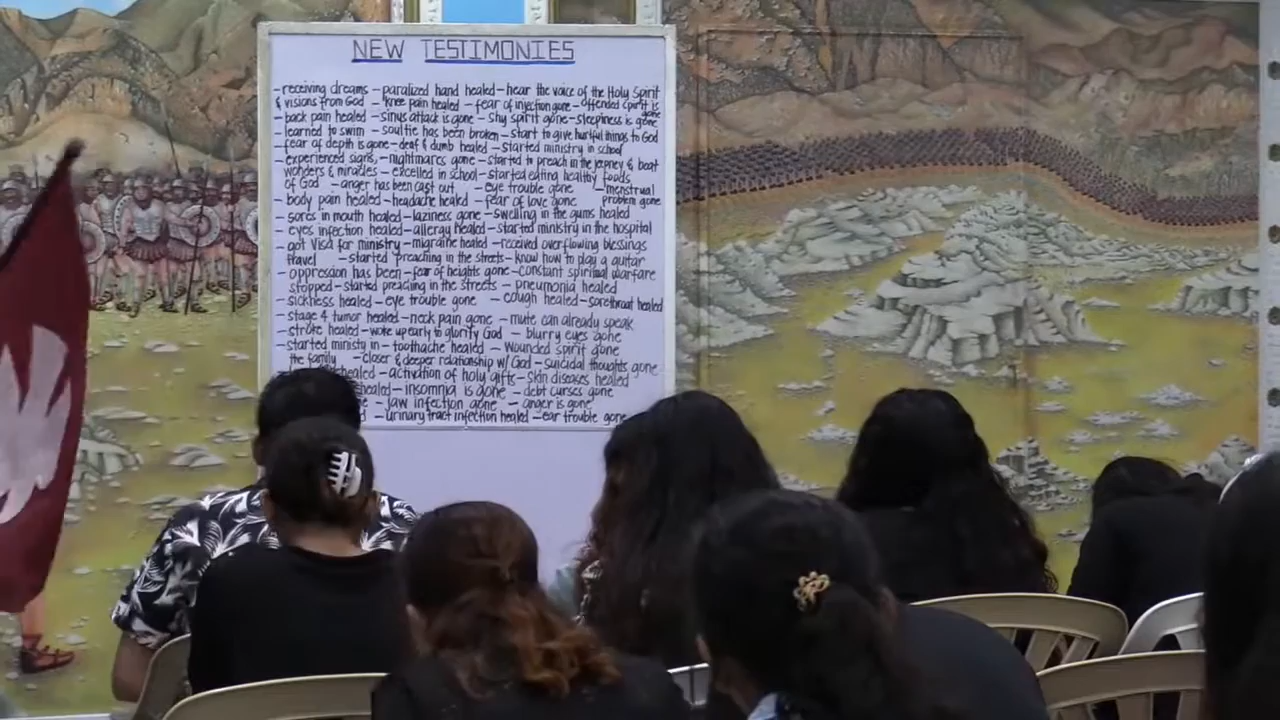 NEW TESTIMONIES
-receiving dreams -paralized hand healed -hear the voice of the Holy Spirit
& visions from God -knee pain healed -fear of injection gone -offended spirit is gone
-back pain healed -sinus attack is gone -shy spirit gone -sleepiness is gone
-learned to swim -soultie has been broken -start to give hurtful things to God
-fear of depth is gone -deaf & dumb healed -started ministry in school
-experienced signs, -nightmares gone -started to preach in the jeepney & boat
wonders & miracles -excelled in school -started eating healthy foods
of God -anger has been cast out -eye trouble gone -menstrual problem gone
-body pain healed -headache healed -fear of love gone
-sores in mouth healed -laziness gone -swelling in the gums healed
-eyes infection healed -allergy healed -started ministry in the hospital
-got Visa for ministry -migraine healed -received overflowing blessings
travel -started preaching in the streets -know how to play a guitar
-oppression has been -fear of heights gone -constant spiritual warfare
stopped -started preaching in the streets -pneumonia healed
-sickness healed -eye trouble gone -cough healed -sorethroat healed
-stage 4 tumor healed -neck pain gone -mute can already speak
-stroke healed -woke up early to glorify God -blurry eyes gone
-started ministry in -toothache healed -wounded spirit gone
the family -closer & deeper relationship w/ God -suicidal thoughts gone
healed -activation of holy gifts -skin diseases healed
healed -insomnia is gone -debt curses gone
-jaw infection gone -anger is gone
-urinary tract infection healed -ear trouble gone